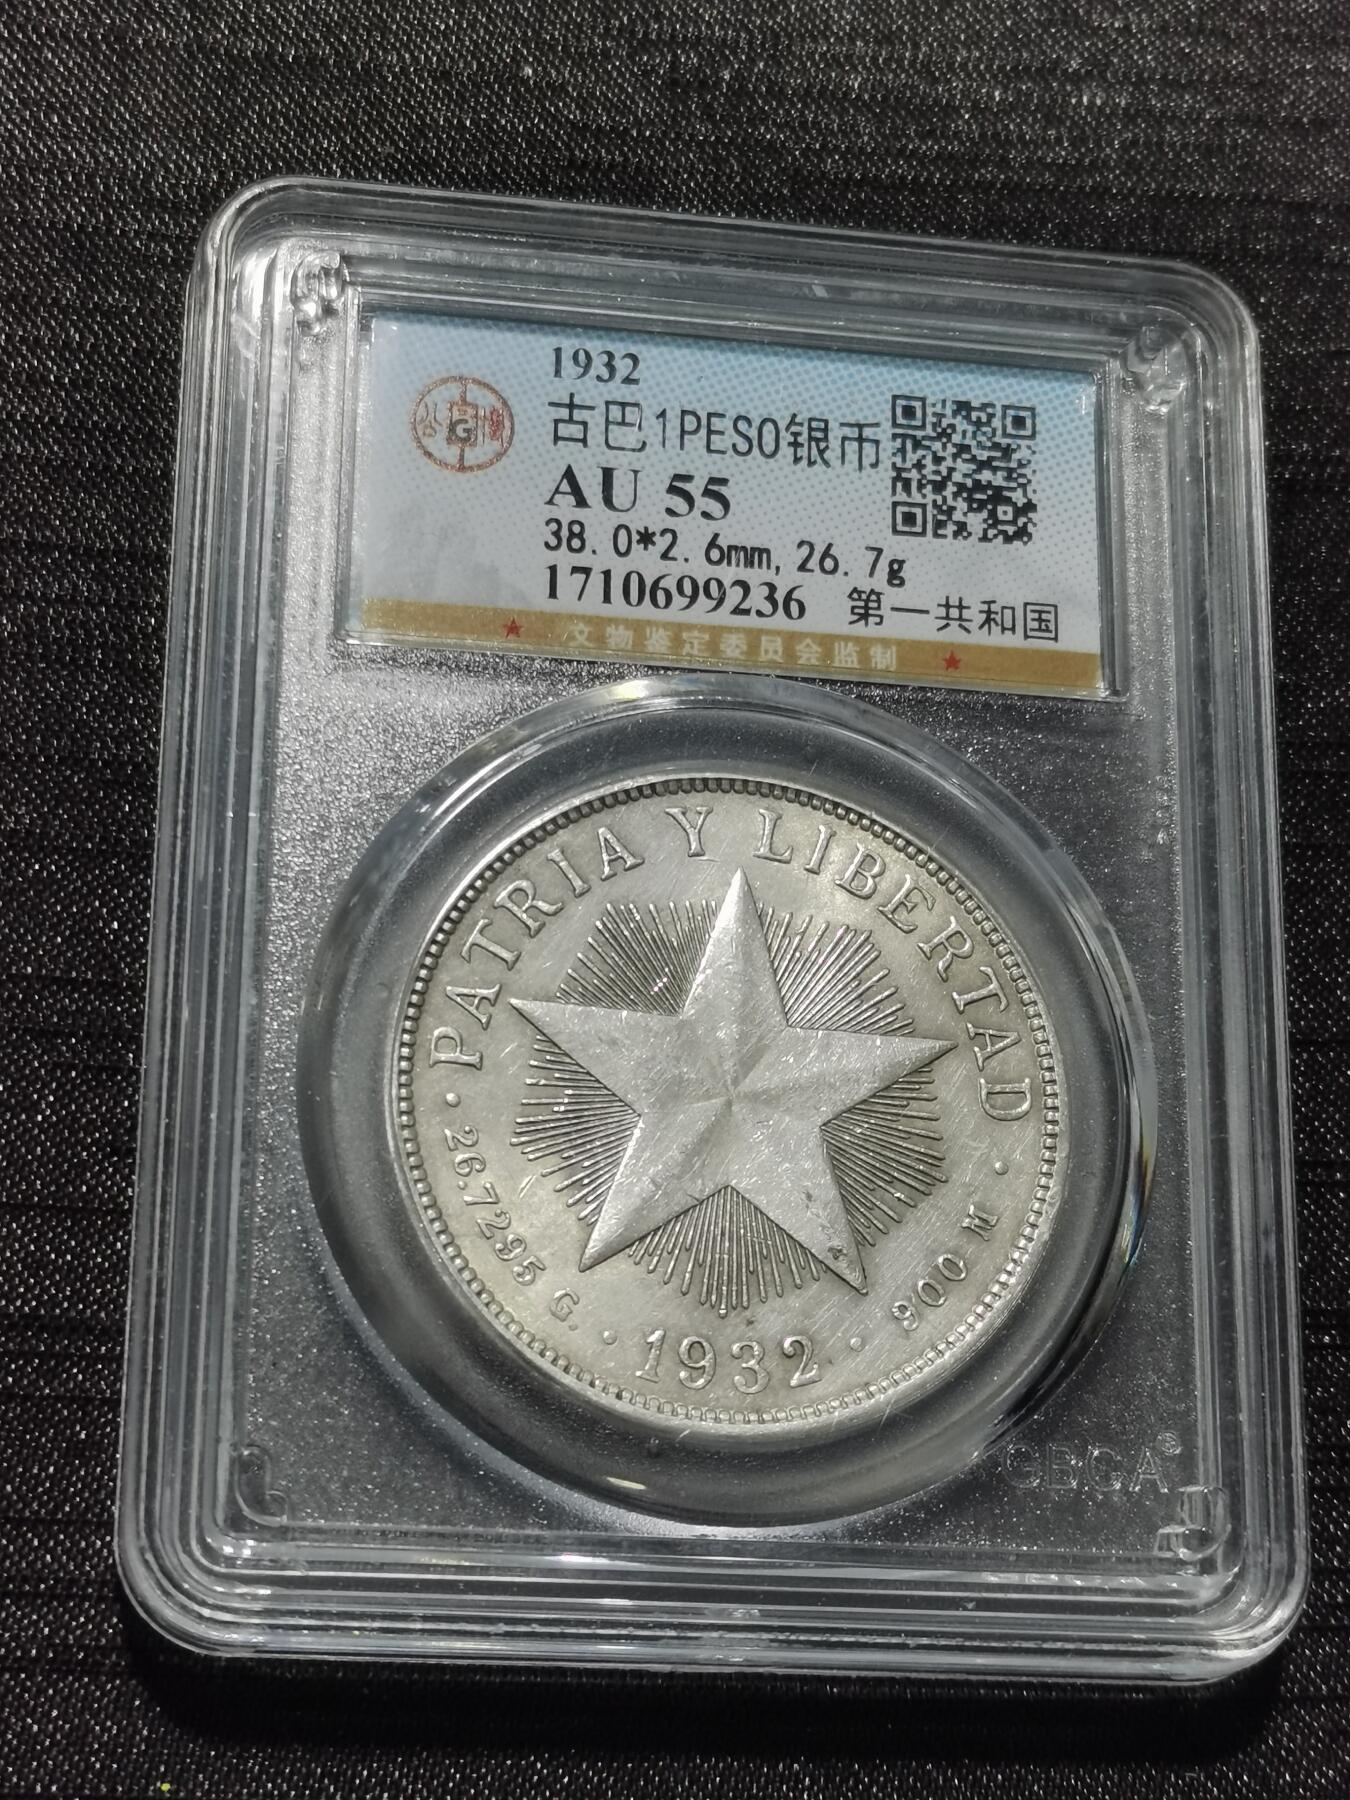 1932
古巴1PESO银币
AU 55
38.0*2.6mm,26.7g
1710699236 第一共和国
★ 文物鉴定委员会监制 ★
公 G 博
PATRIA Y LIBERTAD
· 26.7295 G. · 1932 · 900 M ·
GBCA®